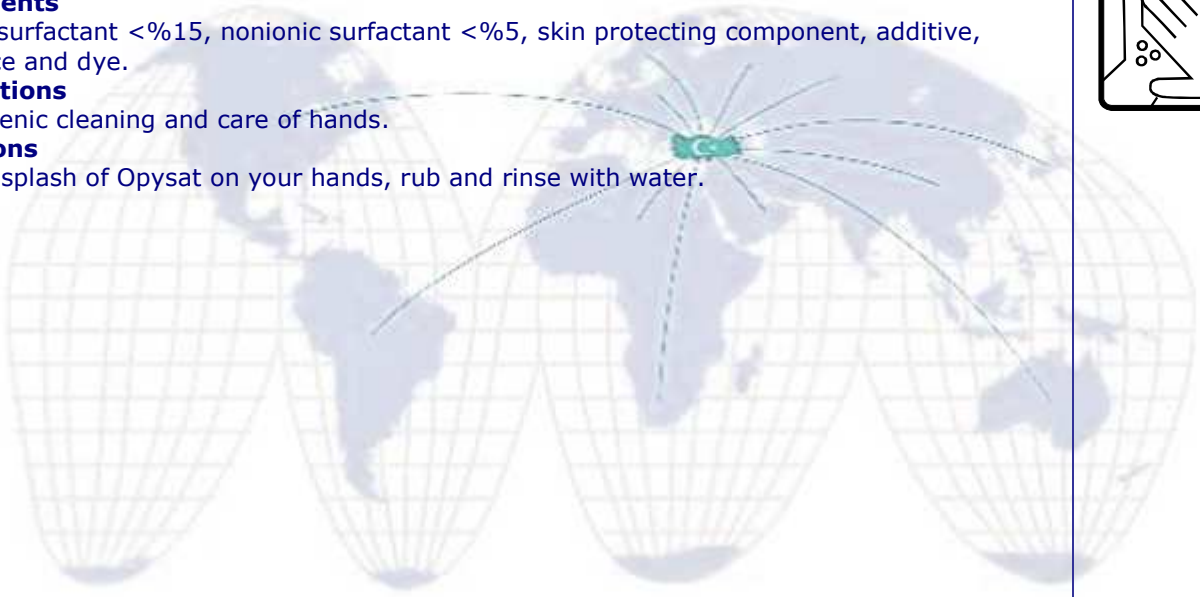 ents
surfactant <%15, nonionic surfactant <%5, skin protecting component, additive,
ce and dye.
tions
enic cleaning and care of hands.
ons
splash of Opysat on your hands, rub and rinse with water.